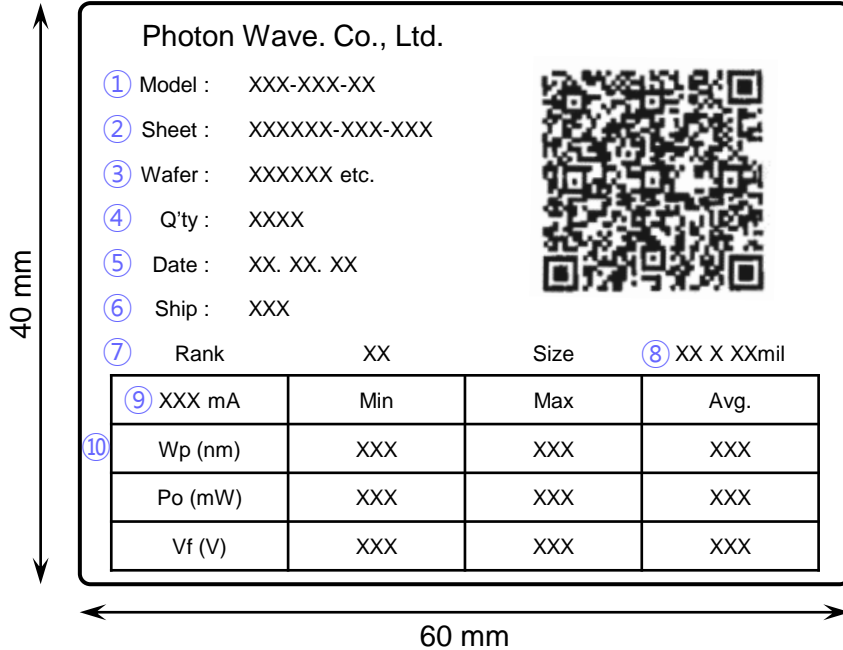 Photon Wave. Co., Ltd.
① Model : XXX-XXX-XX
② Sheet : XXXXXX-XXX-XXX
③ Wafer : XXXXXX etc.
④ Q'ty : XXXX
⑤ Date : XX. XX. XX
⑥ Ship : XXX
⑦ Rank XX Size ⑧ XX X XXmil
⑨ XXX mA Min Max Avg.
⑩ Wp (nm) XXX XXX XXX
Po (mW) XXX XXX XXX
Vf (V) XXX XXX XXX
40 mm
60 mm